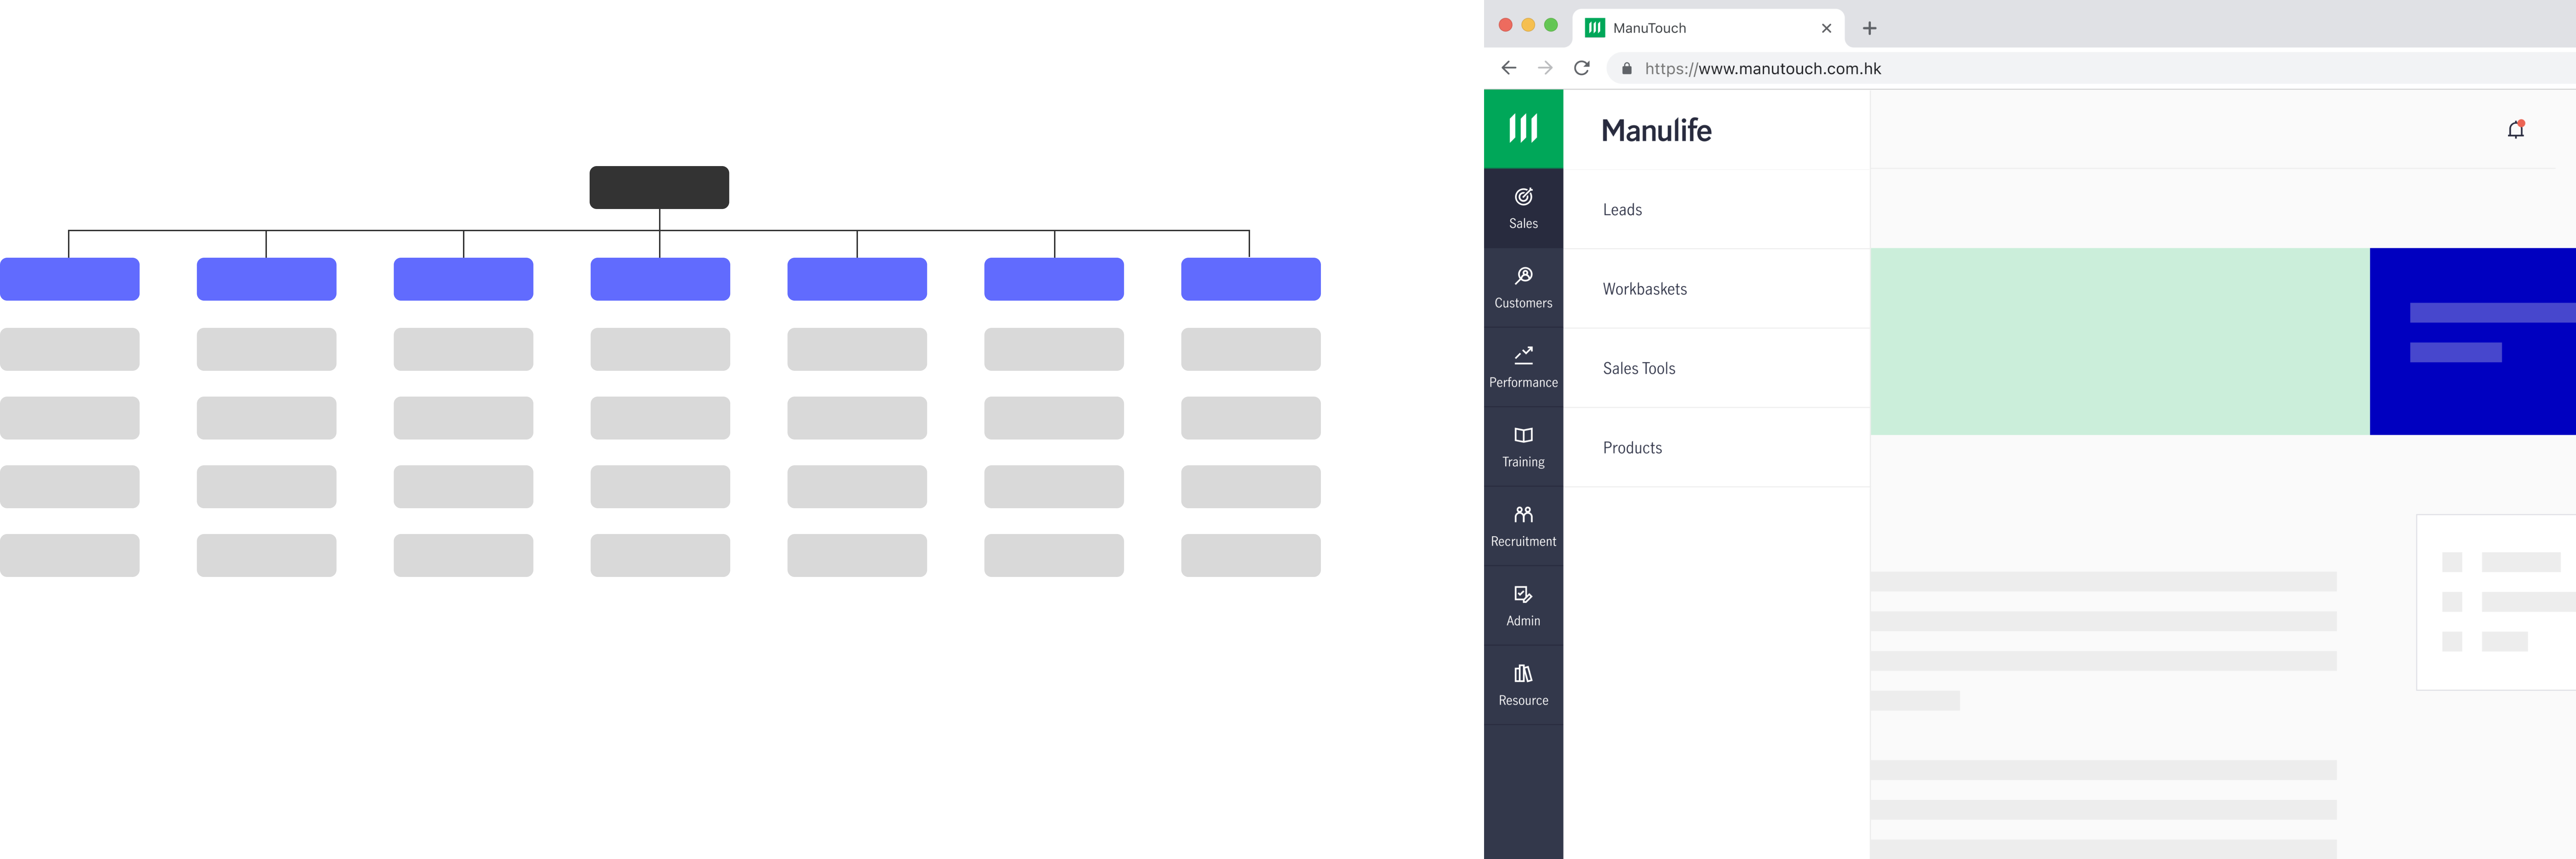 ManuTouch
https://www.manutouch.com.hk
Manulife
Sales
Customers
Performance
Training
Recruitment
Admin
Resource
Leads
Workbaskets
Sales Tools
Products